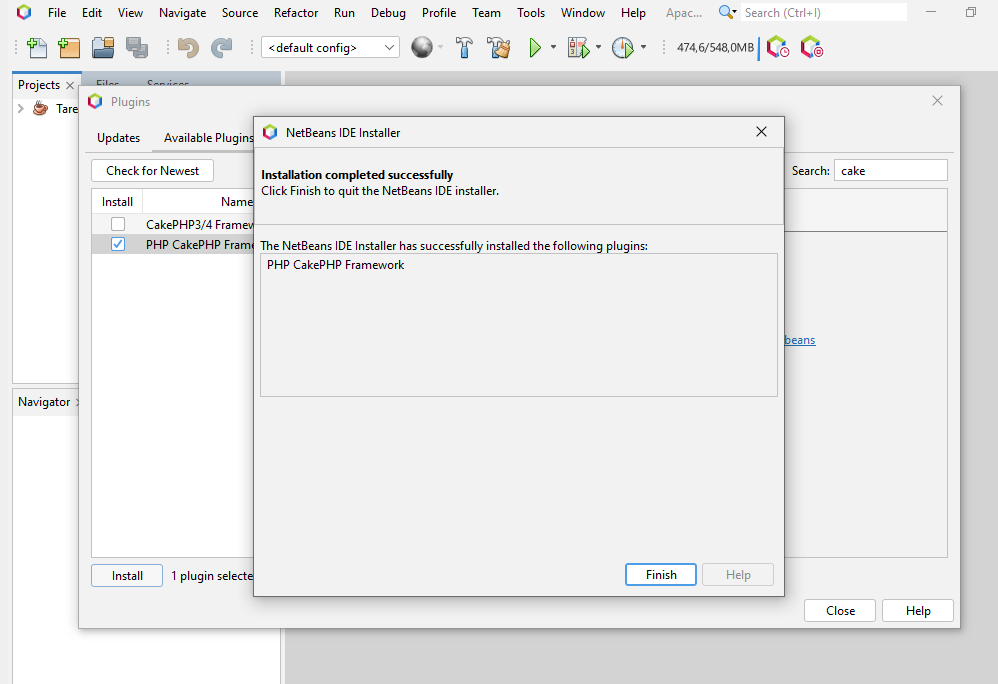 File Edit View Navigate Source Refactor Run Debug Profile Team Tools Window Help Apac... Search (Ctrl+I)
<default config> 474,6/548,0MB
Projects Files Services
Tare
Plugins
Updates Available Plugins
Check for Newest Search: cake
Install Name
CakePHP3/4 Framew
PHP CakePHP Frame
NetBeans IDE Installer
Installation completed successfully
Click Finish to quit the NetBeans IDE installer.
The NetBeans IDE Installer has successfully installed the following plugins:
PHP CakePHP Framework
beans
Navigator
Finish Help
Install 1 plugin selecte
Close Help